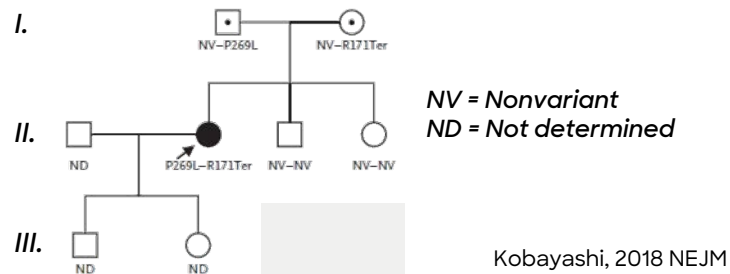 I.
NV–P269L NV–R171Ter
NV = Nonvariant
ND = Not determined
II.
ND P269L–R171Ter NV–NV NV–NV
III.
ND ND
Kobayashi, 2018 NEJM